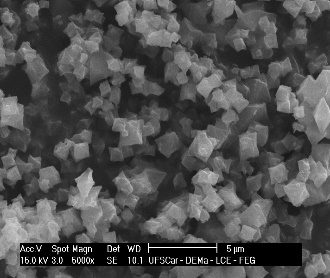 Acc V Spot Magn Det WD 5 µm
15.0 kV 3.0 6000x SE 10.1 UFSCar - DEMa - LCE - FEG